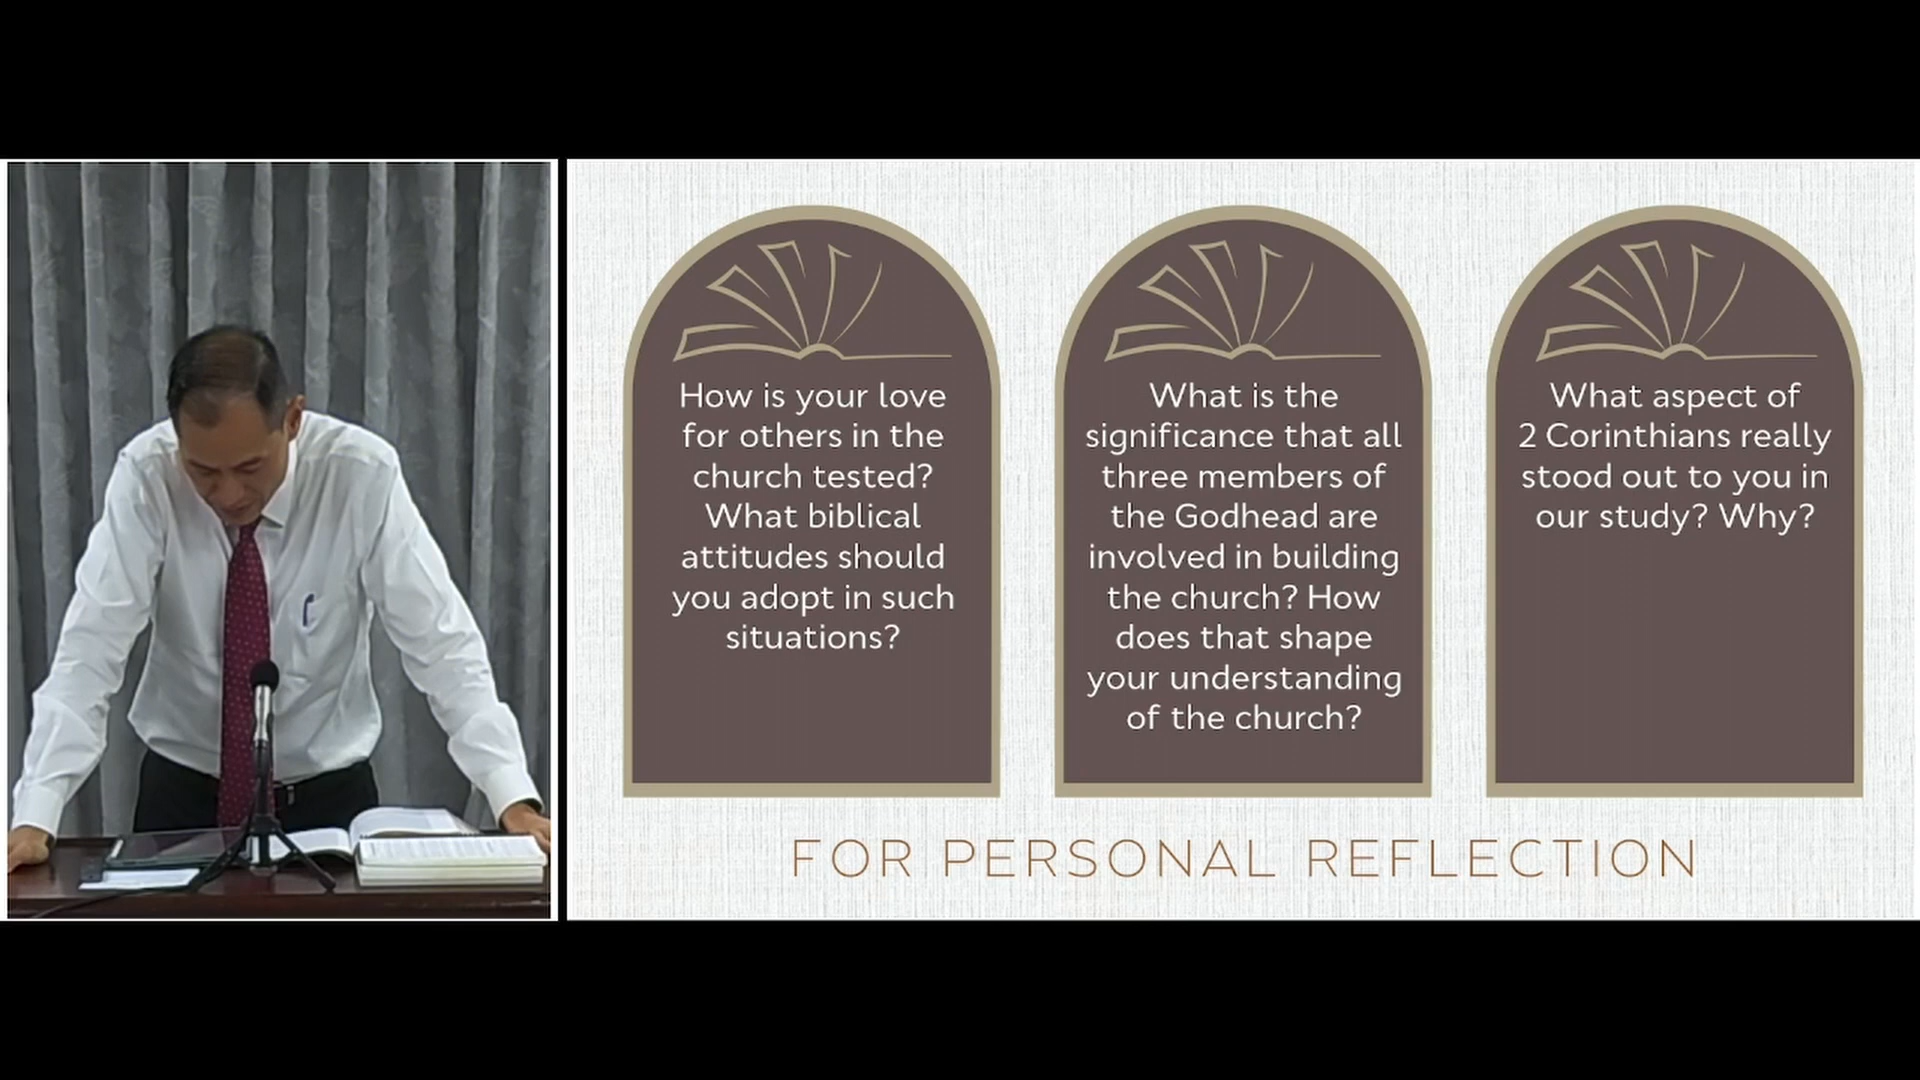 How is your love
for others in the
church tested?
What biblical
attitudes should
you adopt in such
situations?
What is the
significance that all
three members of
the Godhead are
involved in building
the church? How
does that shape
your understanding
of the church?
What aspect of
2 Corinthians really
stood out to you in
our study? Why?
FOR PERSONAL REFLECTION